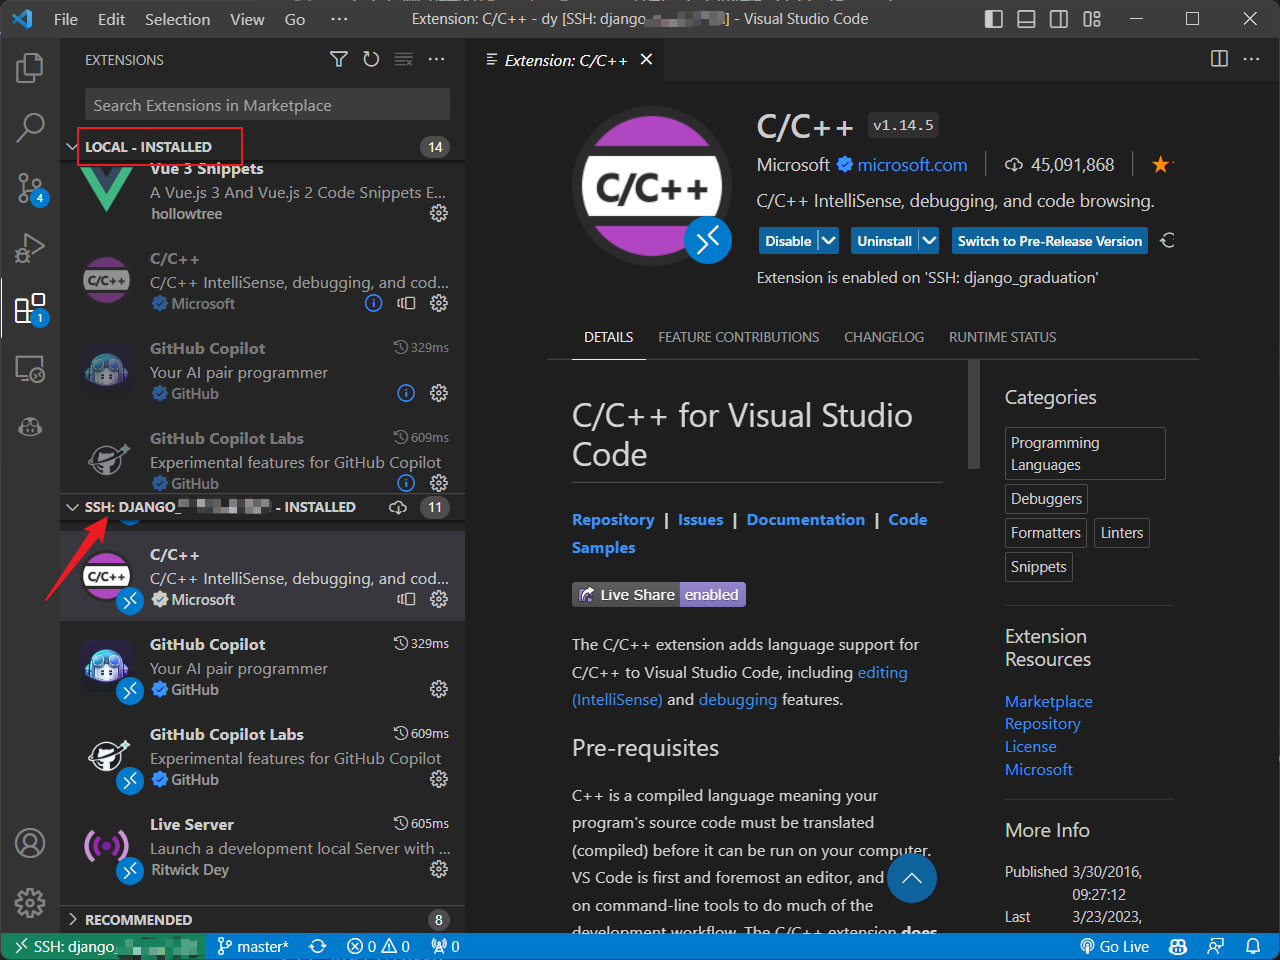 File Edit Selection View Go ··· Extension: C/C++ - dy [SSH: django_ ] - Visual Studio Code
EXTENSIONS
Extension: C/C++
Search Extensions in Marketplace
LOCAL - INSTALLED 14
Vue 3 Snippets
A Vue.js 3 And Vue.js 2 Code Snippets E...
hollowtree
C/C++
C/C++ IntelliSense, debugging, and cod...
Microsoft
GitHub Copilot 329ms
Your AI pair programmer
GitHub
GitHub Copilot Labs 609ms
Experimental features for GitHub Copilot
GitHub
SSH: DJANGO_ - INSTALLED 11
C/C++
C/C++ IntelliSense, debugging, and cod...
Microsoft
GitHub Copilot 329ms
Your AI pair programmer
GitHub
GitHub Copilot Labs 609ms
Experimental features for GitHub Copilot
GitHub
Live Server 605ms
Launch a development local Server with ...
Ritwick Dey
RECOMMENDED 8
4
1
C/C++
C/C++ v1.14.5
Microsoft microsoft.com 45,091,868
C/C++ IntelliSense, debugging, and code browsing.
Disable Uninstall Switch to Pre-Release Version
Extension is enabled on 'SSH: django_graduation'
DETAILS FEATURE CONTRIBUTIONS CHANGELOG RUNTIME STATUS
C/C++ for Visual Studio
Code
Repository | Issues | Documentation | Code
Samples
Live Share enabled
The C/C++ extension adds language support for
C/C++ to Visual Studio Code, including editing
(IntelliSense) and debugging features.
Pre-requisites
C++ is a compiled language meaning your
program's source code must be translated
(compiled) before it can be run on your computer.
VS Code is first and foremost an editor, and
on command-line tools to do much of the
development workflow. The C/C++ extension does
Categories
Programming
Languages
Debuggers
Formatters Linters
Snippets
Extension
Resources
Marketplace
Repository
License
Microsoft
More Info
Published 3/30/2016,
09:27:12
Last 3/23/2023,
SSH: django_ master* 0 0 0 Go Live